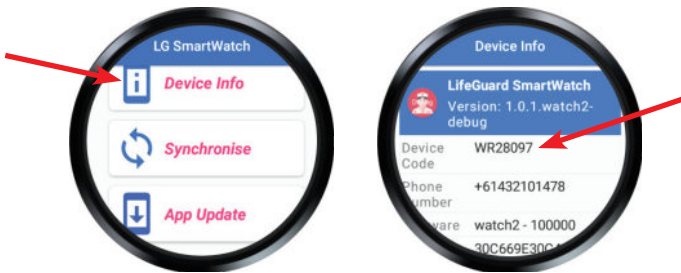 LG SmartWatch
Device Info
Synchronise
App Update
Device Info
LifeGuard SmartWatch
Version: 1.0.1.watch2-
debug
Device WR28097
Code
Phone +61432101478
Number
watch2 - 100000